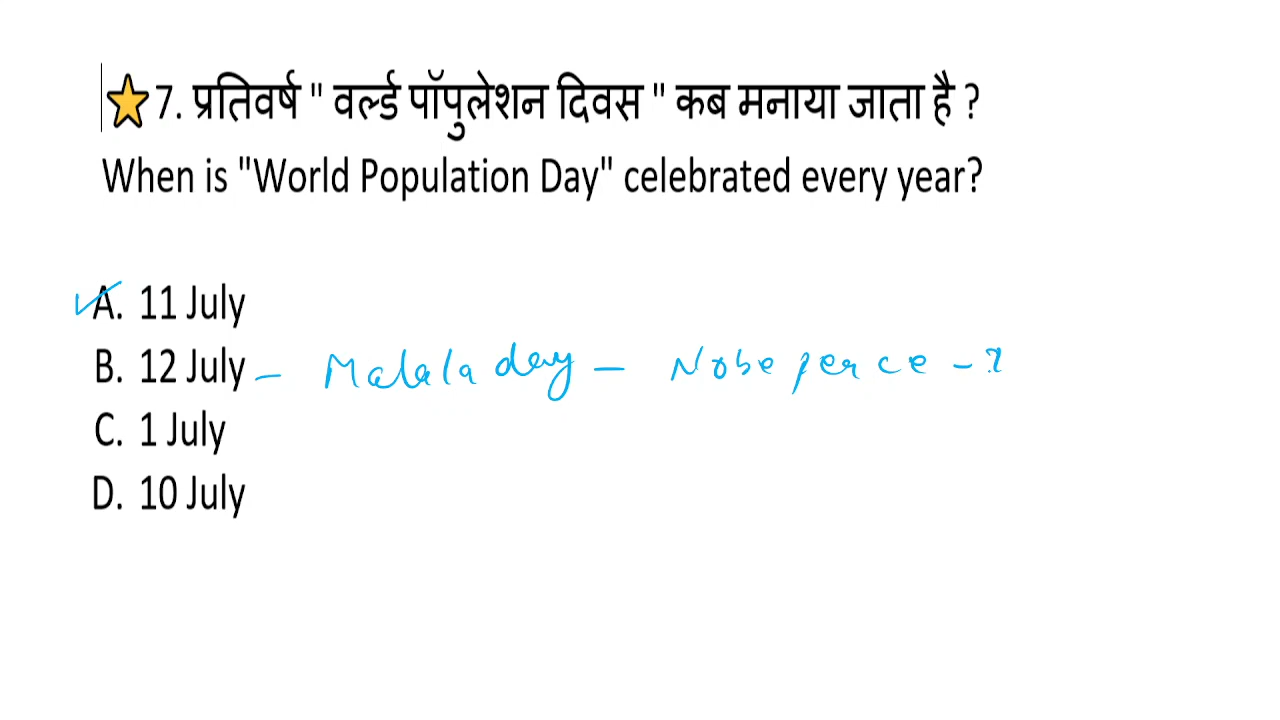 ⭐7. प्रतिवर्ष " वर्ल्ड पॉपुलेशन दिवस " कब मनाया जाता है ?
When is "World Population Day" celebrated every year?
A. 11 July
B. 12 July - Malala day - Nobe perce -
C. 1 July
D. 10 July